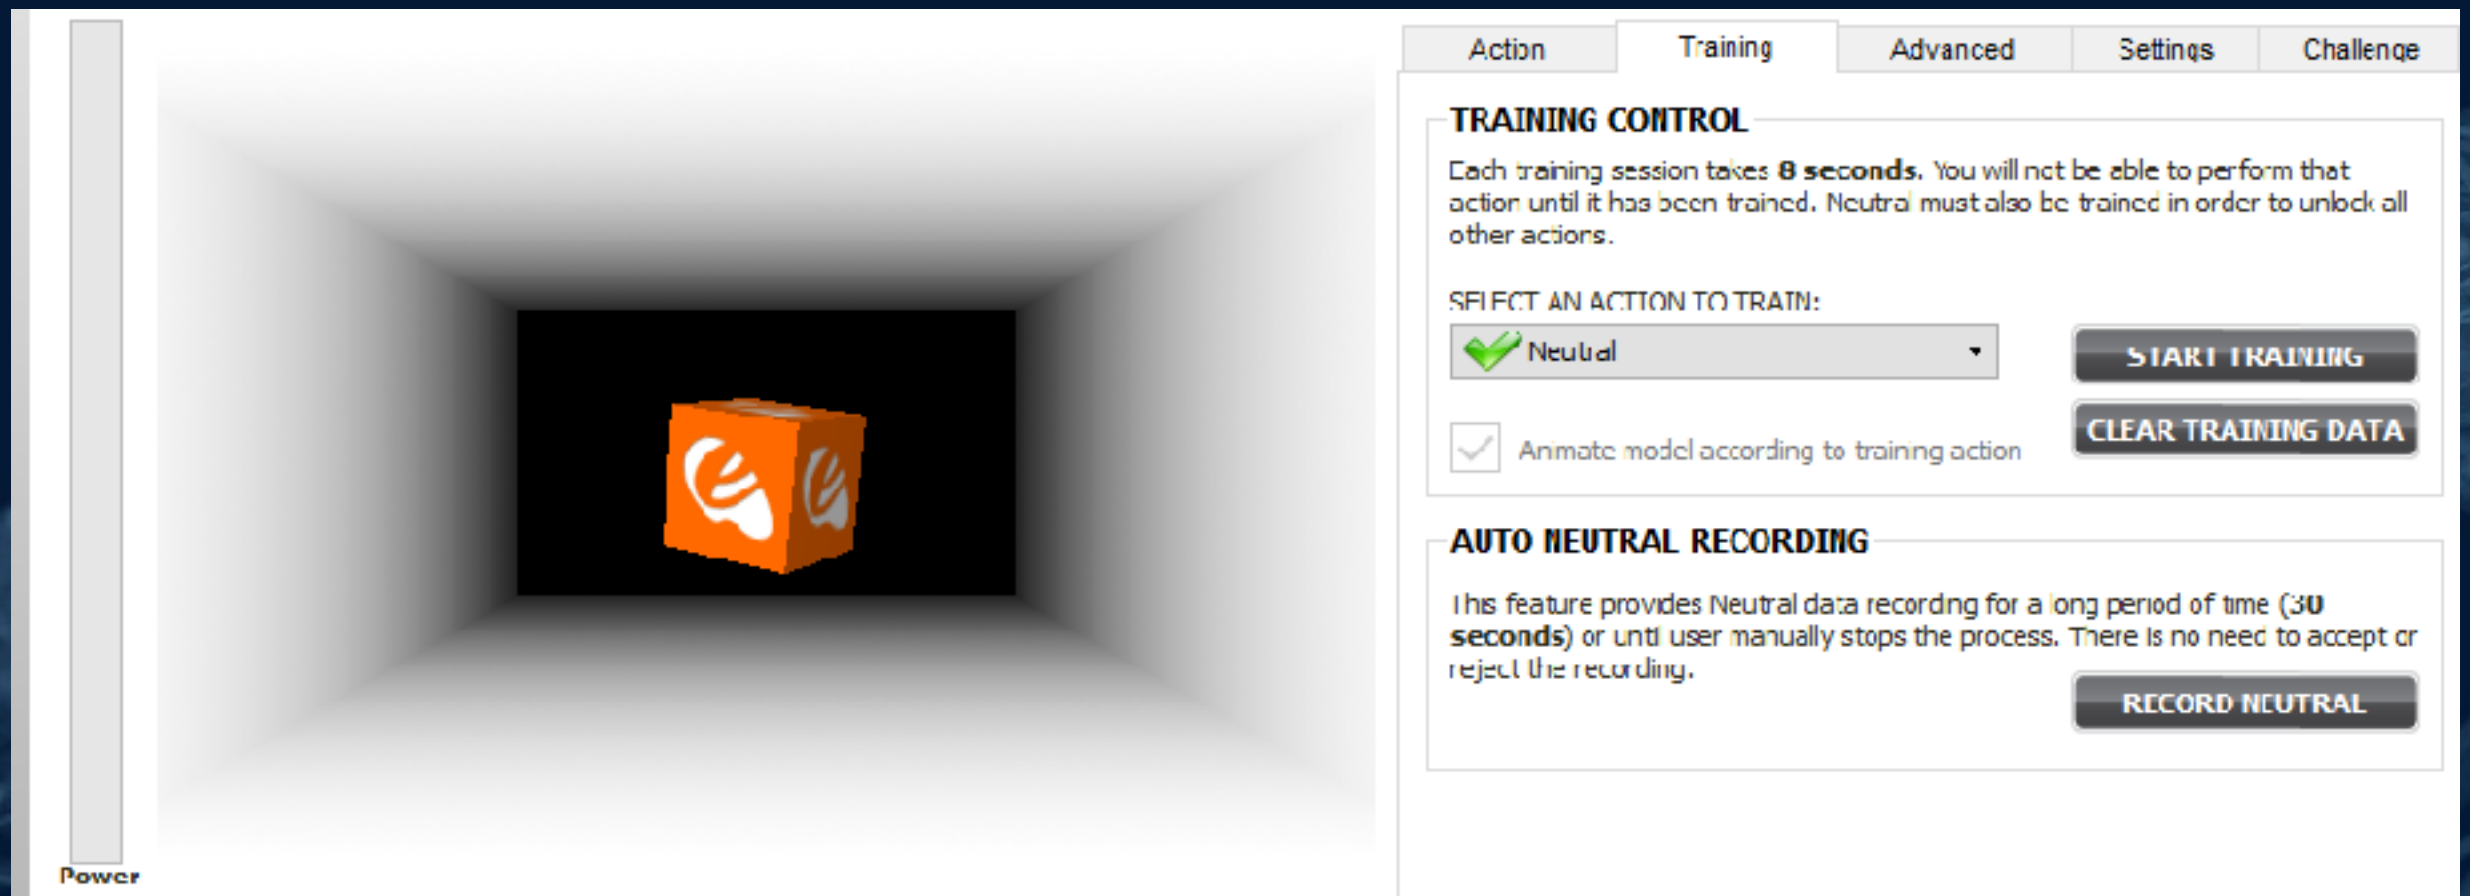 Action Training Advanced Settings Challenge
TRAINING CONTROL
Each training session takes 8 seconds. You will not be able to perform that
action until it has been trained. Neutral must also be trained in order to unlock all
other actions.
SELECT AN ACTION TO TRAIN:
Neutral
START TRAINING
CLEAR TRAINING DATA
Animate model according to training action
AUTO NEUTRAL RECORDING
This feature provides Neutral data recording for a long period of time (30
seconds) or until user manually stops the process. There is no need to accept or
reject the recording.
RECORD NEUTRAL
Power